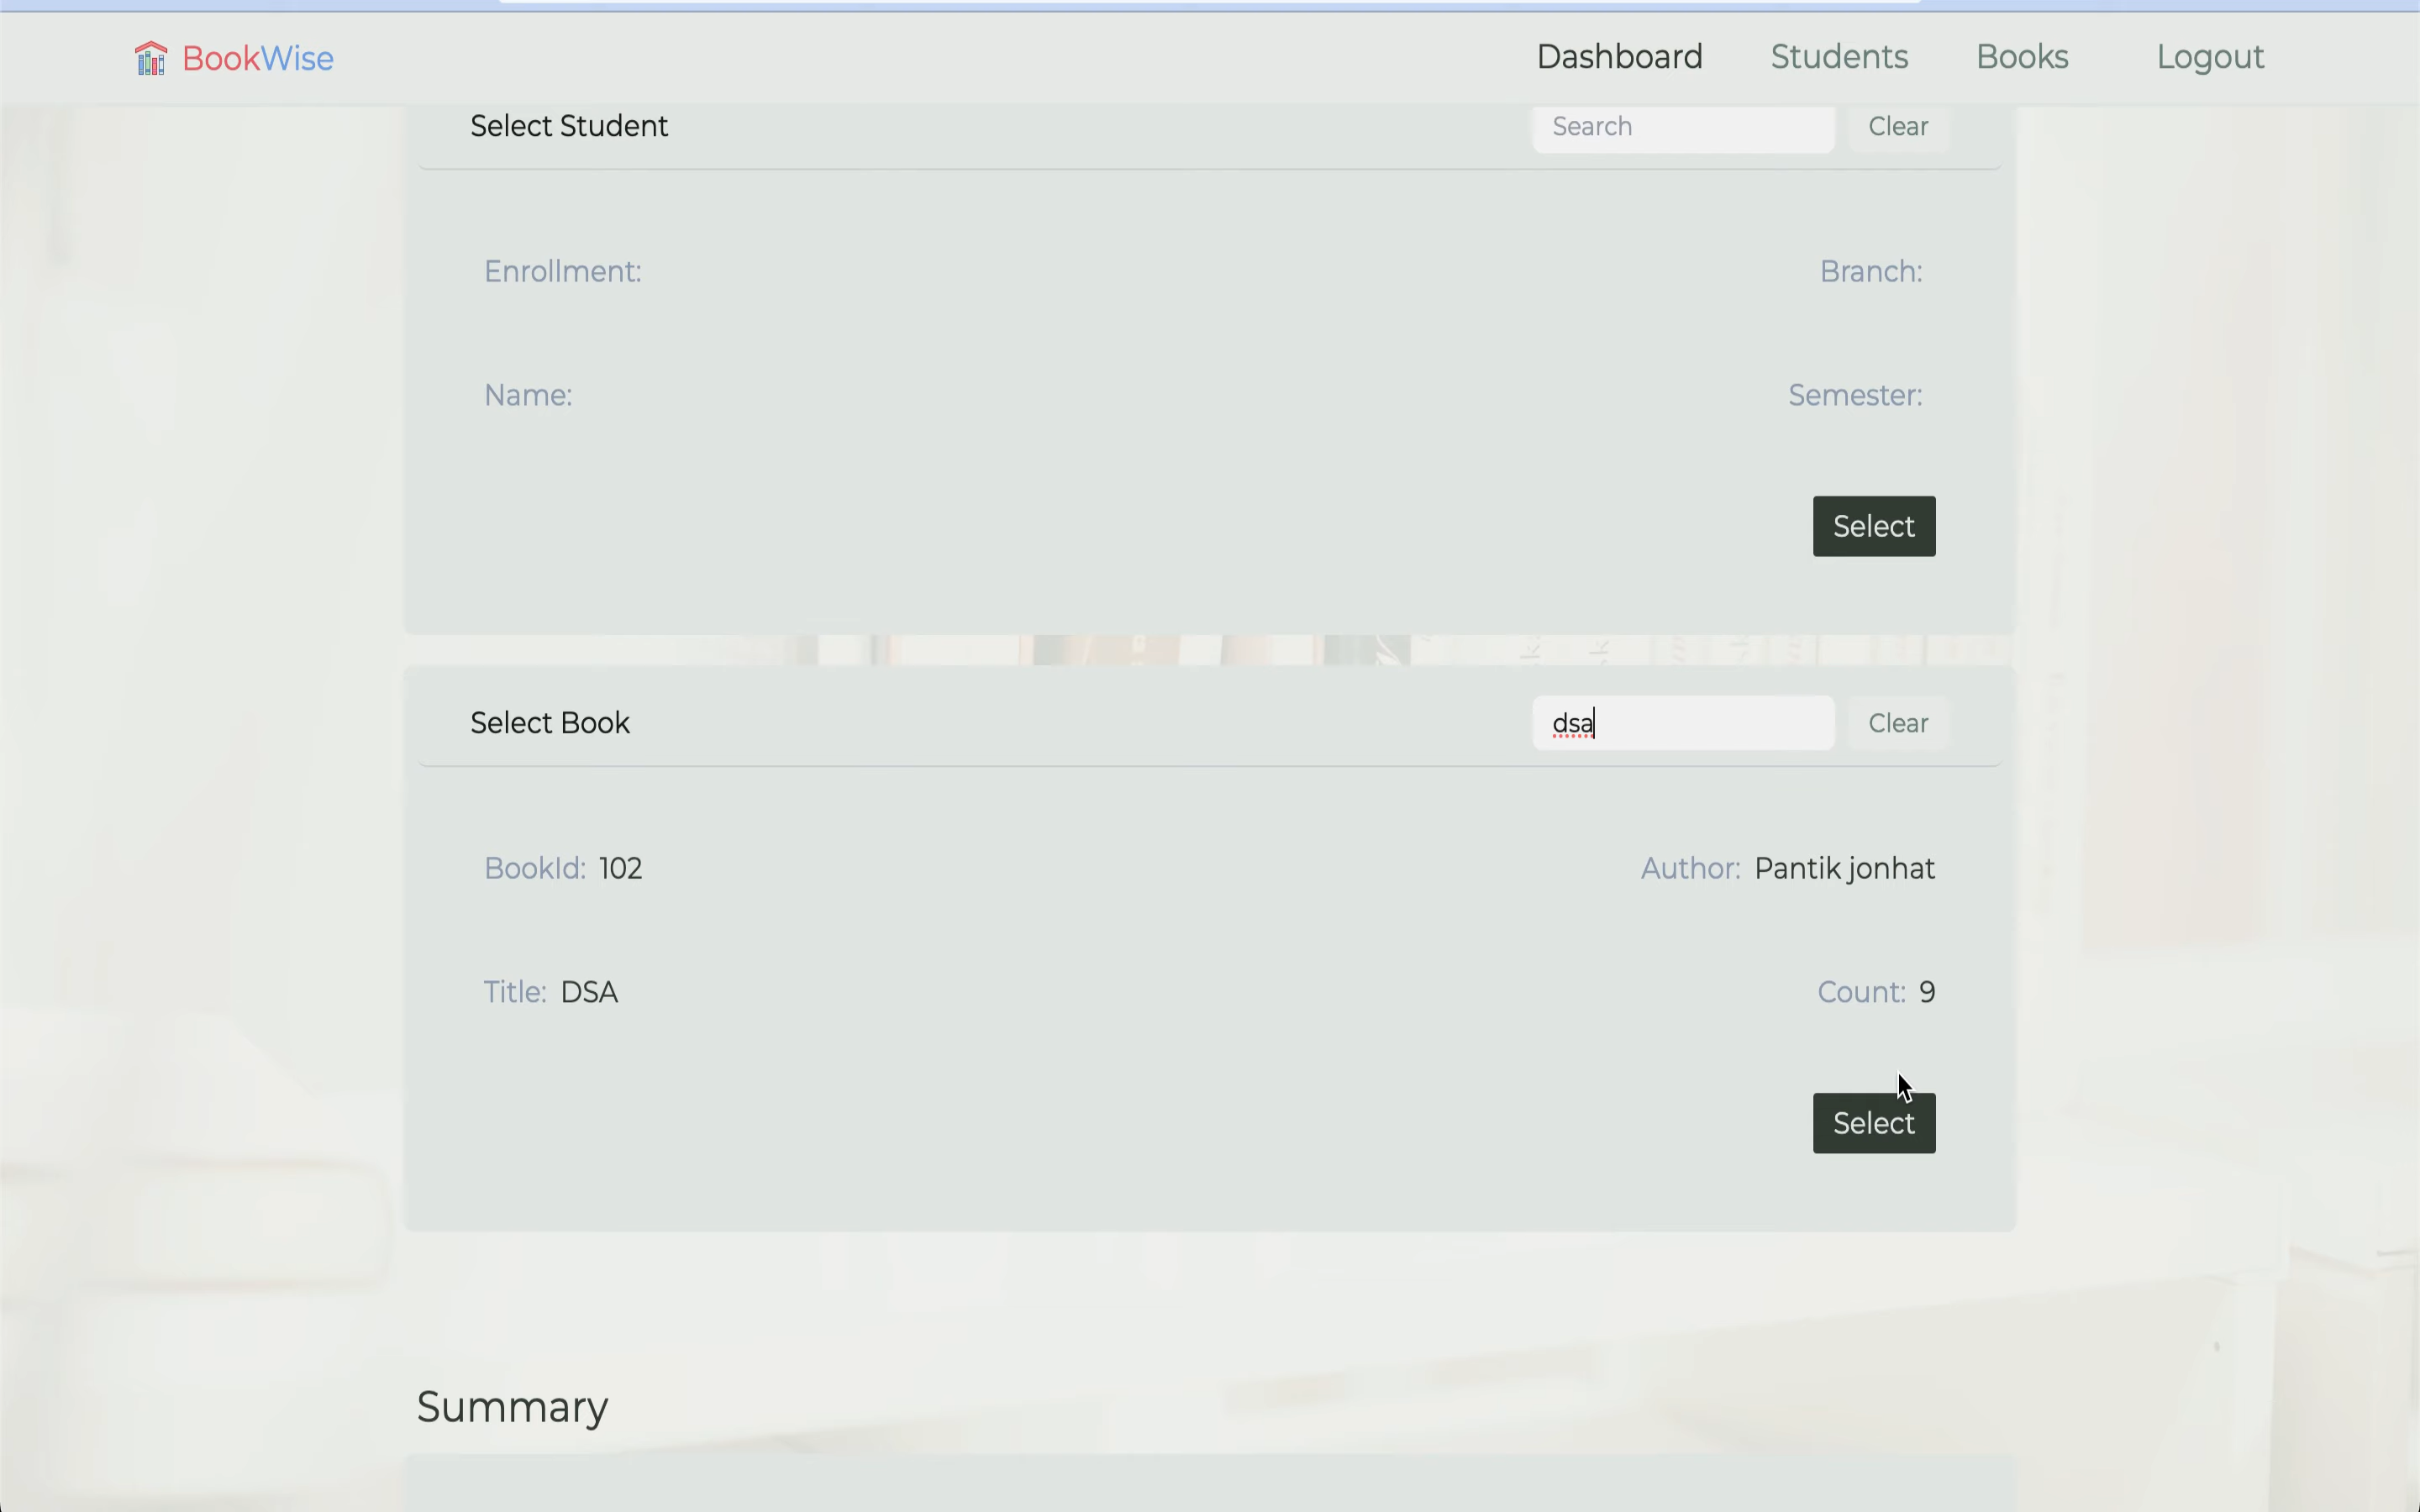 BookWise Dashboard Students Books Logout
Select Student Search Clear
Enrollment: Branch:
Name: Semester:
Select
Select Book dsa Clear
BookId: 102 Author: Pantik jonhat
Title: DSA Count: 9
Select
Summary